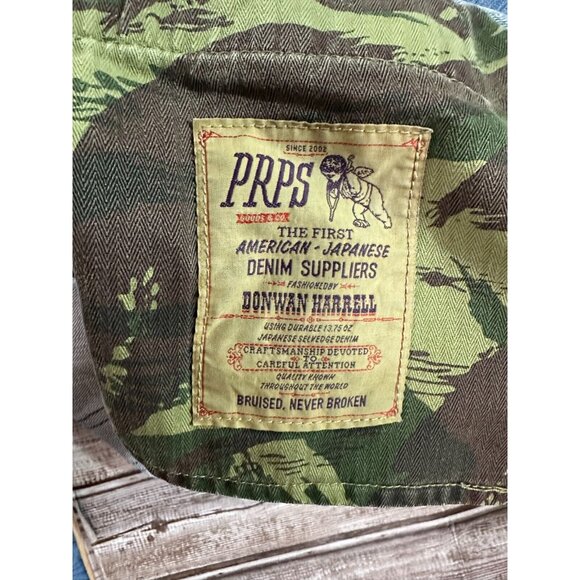 SINCE 2002
PRPS
GOODS & CO.
THE FIRST
AMERICAN - JAPANESE
DENIM SUPPLIERS
FASHIONED BY
DONWAN HARRELL
USING DURABLE 13.75 OZ
JAPANESE SELVEDGE DENIM
CRAFTSMANSHIP DEVOTED
TO
CAREFUL ATTENTION
QUALITY KNOWN
THROUGHOUT THE WORLD
BRUISED, NEVER BROKEN